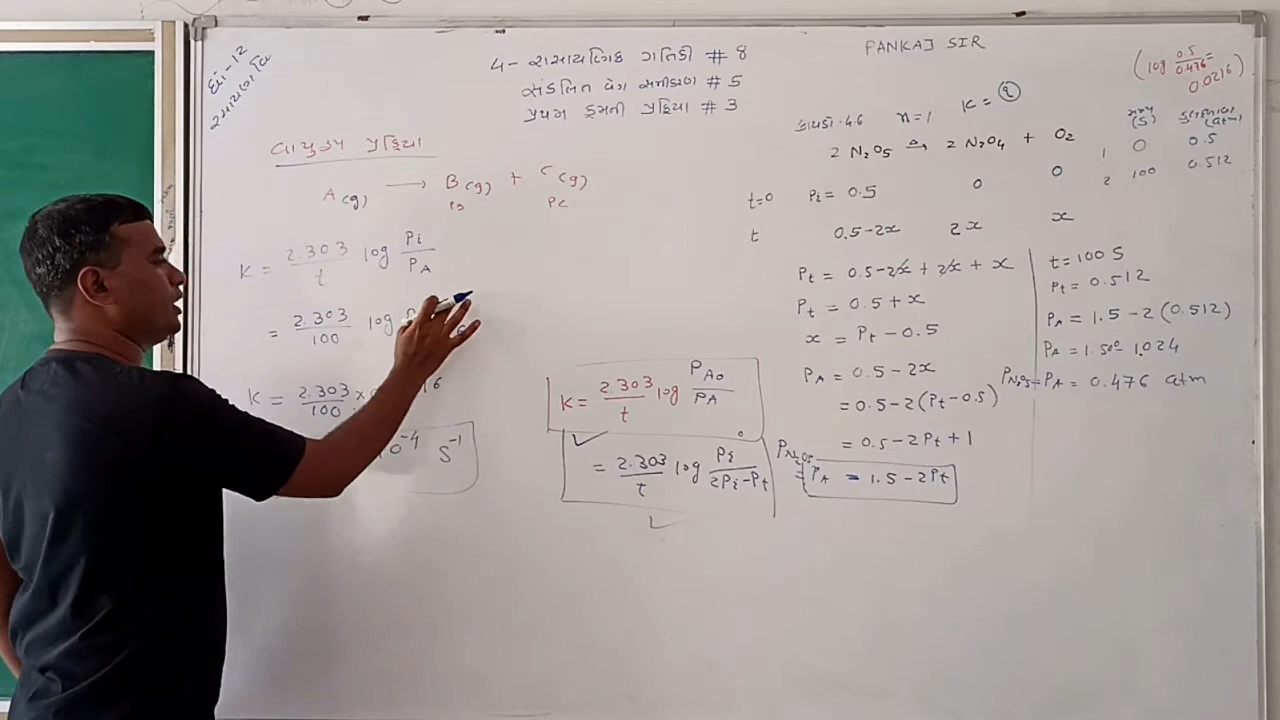 ધો-12
રસાયણ વિ
4- રાસાયણિક ગતિકી # 8
સંકલિત વેગ સમીકરણ # 5
પ્રથમ ક્રમની પ્રક્રિયા # 3
PANKAJ SIR
(log 0.5/0.476 = 0.0216)
વાયુરૂપ પ્રક્રિયા
A(g) → B(g) + C(g)
PB PC
K = 2.303/t log Pi/PA
= 2.303/100 log
K = 2.303/100 ×
10⁻⁴ S⁻¹
K = 2.303/t log PA₀/PA
= 2.303/t log Pi/2Pi-Pt
4.6 n=1 K = ?
2 N₂O₅ △→ 2 N₂O₄ + O₂
t=0 Pi = 0.5 0 0
t 0.5-2x 2x x
Pt = 0.5-2x + 2x + x
Pt = 0.5 + x
x = Pt - 0.5
PA = 0.5-2x
= 0.5-2(Pt-0.5)
= 0.5-2Pt+1
PN₂O₅ = PA = 1.5-2Pt
સમય (S) કુલદબાણ (atm)
1 0 0.5
2 100 0.512
t = 100 S
Pt = 0.512
PA = 1.5-2(0.512)
PA = 1.500-1.024
PN₂O₅ = PA = 0.476 atm